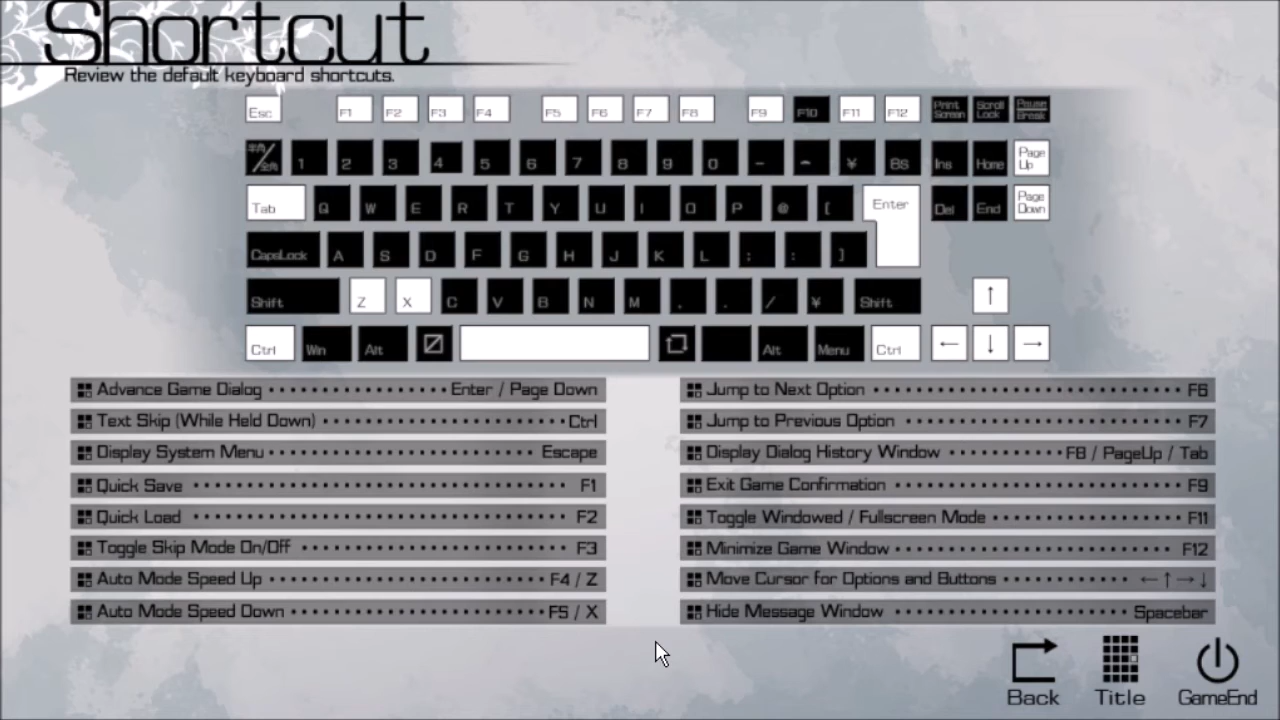 Shortcut
Review the default keyboard shortcuts.
Esc F1 F2 F3 F4 F5 F6 F7 F8 F9 F10 F11 F12 Print Screen Scroll Lock Pause Break
半角/全角 1 2 3 4 5 6 7 8 9 0 - ^ ¥ BS Ins Home Page Up
Tab Q W E R T Y U I O P @ [ Enter Del End Page Down
CapsLock A S D F G H J K L ; : ]
Shift Z X C V B N M , . / ¥ Shift ↑
Ctrl Win Alt Alt Menu Ctrl ← ↓ →
Advance Game Dialog Enter / Page Down
Text Skip (While Held Down) Ctrl
Display System Menu Escape
Quick Save F1
Quick Load F2
Toggle Skip Mode On/Off F3
Auto Mode Speed Up F4 / Z
Auto Mode Speed Down F5 / X
Jump to Next Option F6
Jump to Previous Option F7
Display Dialog History Window F8 / PageUp / Tab
Exit Game Confirmation F9
Toggle Windowed / Fullscreen Mode F11
Minimize Game Window F12
Move Cursor for Options and Buttons ←↑→↓
Hide Message Window Spacebar
Back Title GameEnd